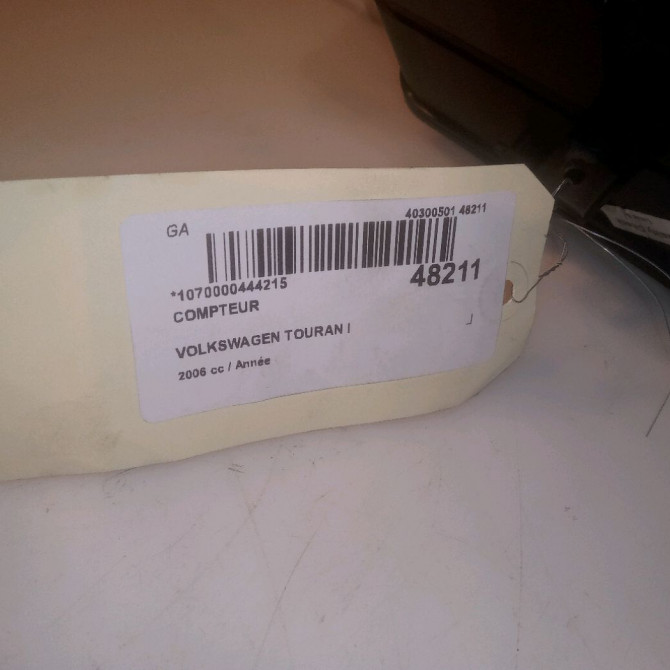 GA
40300501 48211
*1070000444215
48211
COMPTEUR
VOLKSWAGEN TOURAN I
2006 cc / Année